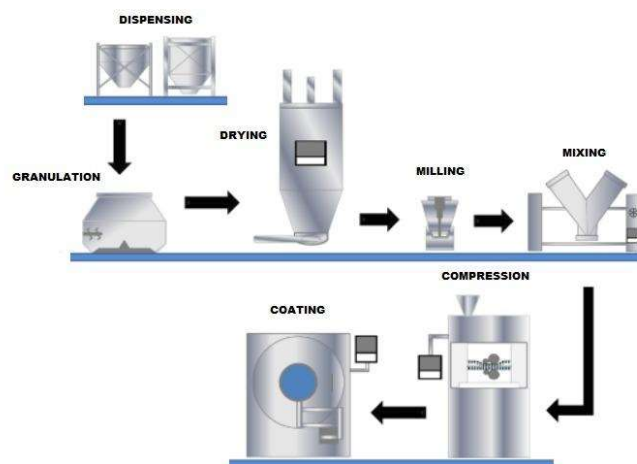 DISPENSING
GRANULATION
DRYING
MILLING
MIXING
COMPRESSION
COATING